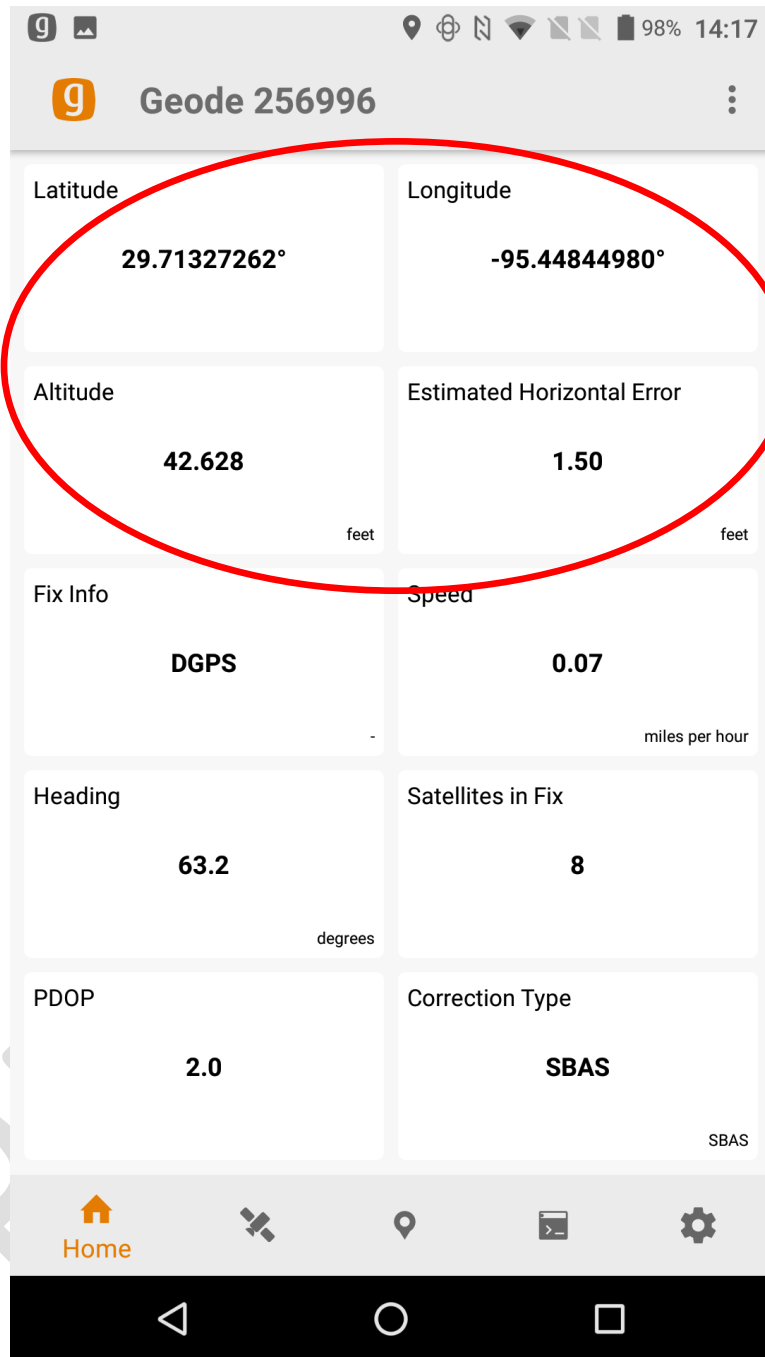 g 98% 14:17
g Geode 256996
Latitude
29.71327262°
Longitude
-95.44844980°
Altitude
42.628
feet
Estimated Horizontal Error
1.50
feet
Fix Info
DGPS
-
Speed
0.07
miles per hour
Heading
63.2
degrees
Satellites in Fix
8
PDOP
2.0
Correction Type
SBAS
SBAS
Home